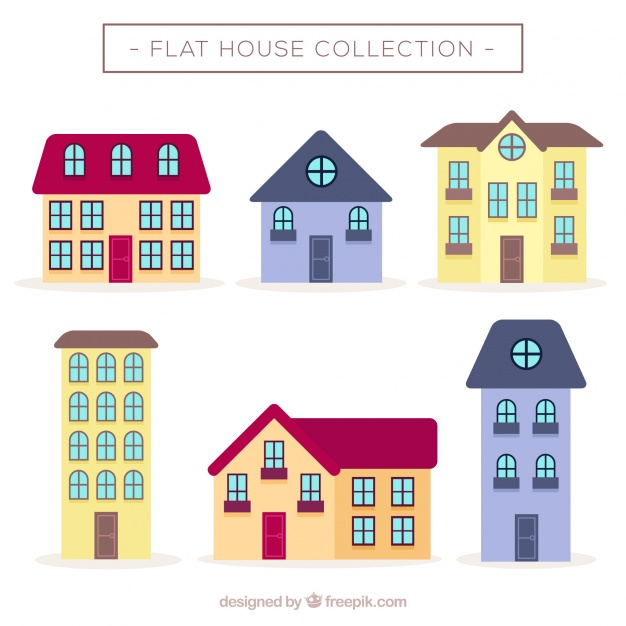 - FLAT HOUSE COLLECTION -
designed by freepik.com